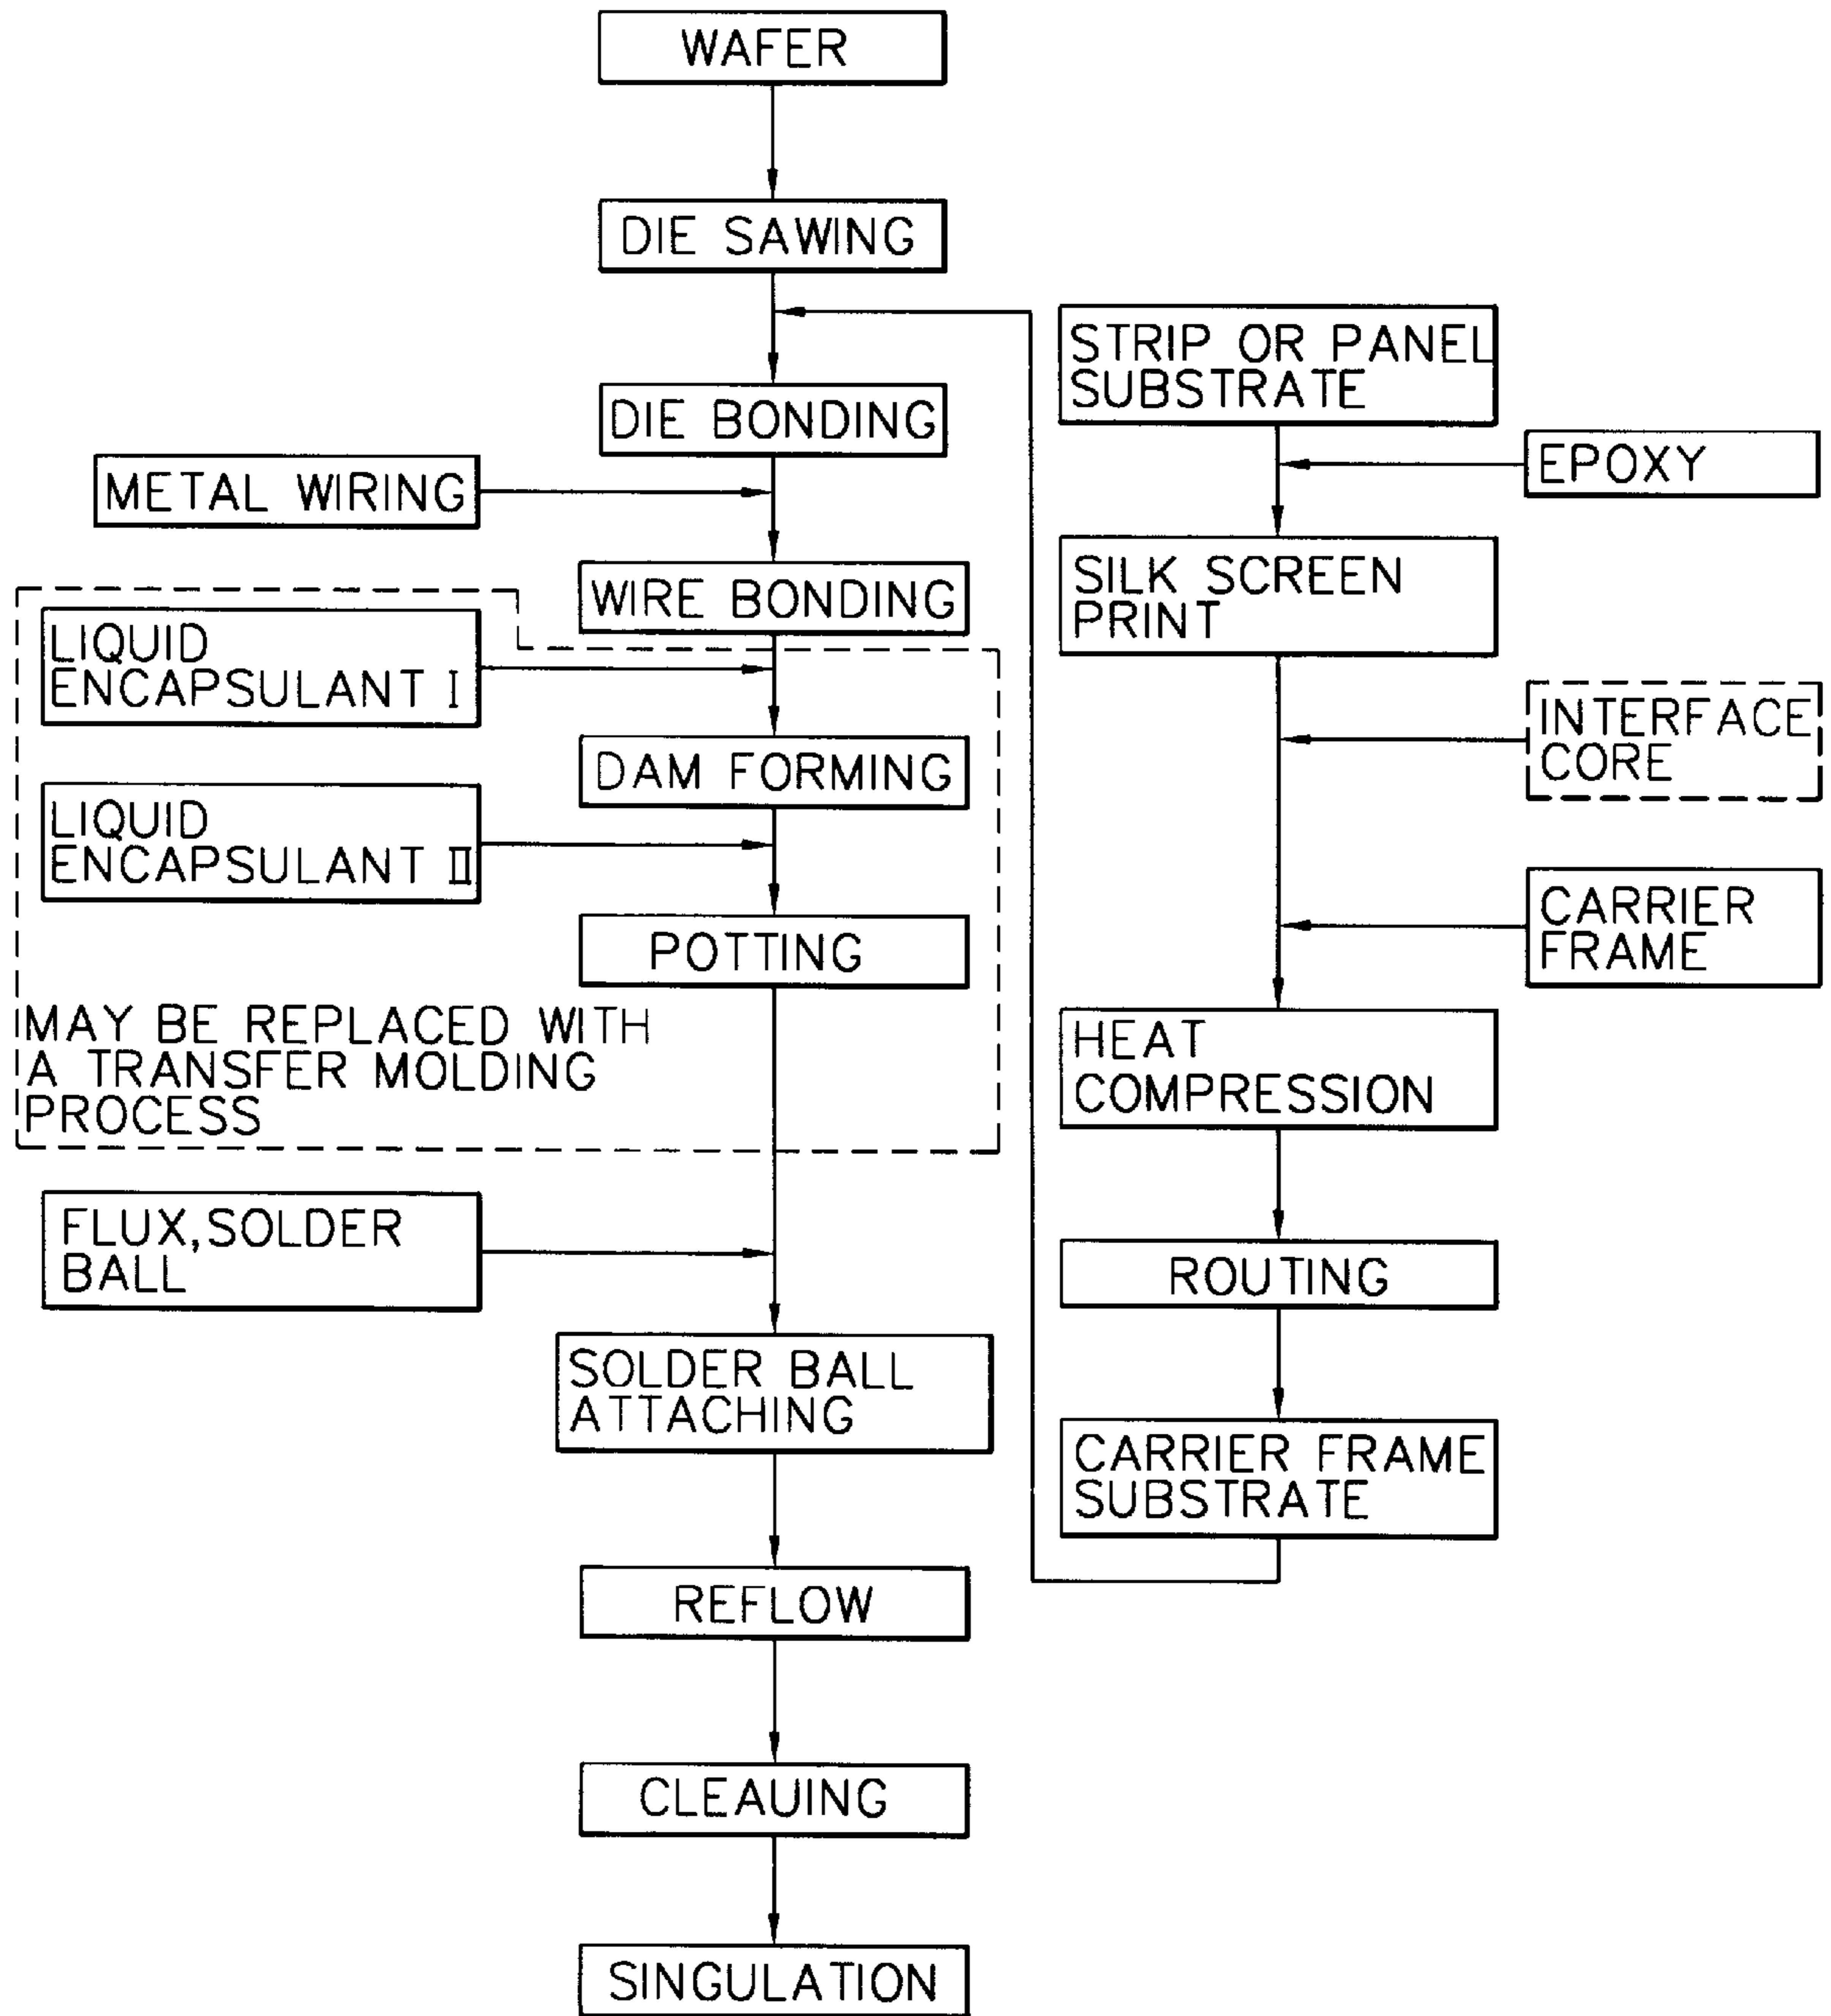 WAFER
DIE SAWING
DIE BONDING
METAL WIRING
WIRE BONDING
LIQUID
ENCAPSULANT I
DAM FORMING
LIQUID
ENCAPSULANT II
POTTING
MAY BE REPLACED WITH
A TRANSFER MOLDING
PROCESS
FLUX,SOLDER
BALL
SOLDER BALL
ATTACHING
REFLOW
CLEAUING
SINGULATION
STRIP OR PANEL
SUBSTRATE
EPOXY
SILK SCREEN
PRINT
INTERFACE
CORE
CARRIER
FRAME
HEAT
COMPRESSION
ROUTING
CARRIER FRAME
SUBSTRATE